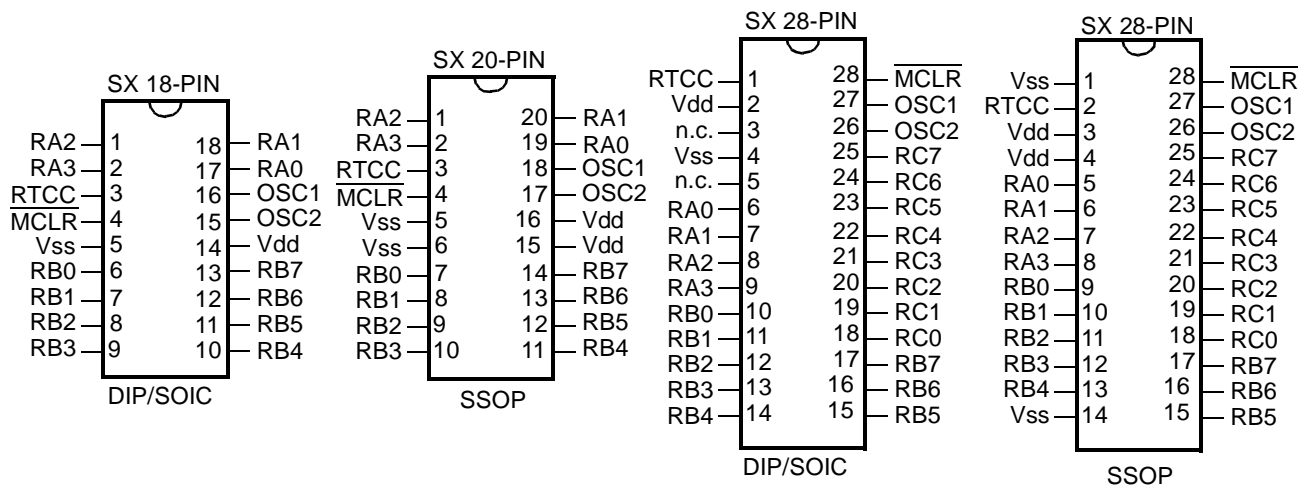 SX 18-PIN
RA2 1 18 RA1
RA3 2 17 RA0
RTCC 3 16 OSC1
MCLR 4 15 OSC2
Vss 5 14 Vdd
RB0 6 13 RB7
RB1 7 12 RB6
RB2 8 11 RB5
RB3 9 10 RB4
DIP/SOIC
SX 20-PIN
RA2 1 20 RA1
RA3 2 19 RA0
RTCC 3 18 OSC1
MCLR 4 17 OSC2
Vss 5 16 Vdd
Vss 6 15 Vdd
RB0 7 14 RB7
RB1 8 13 RB6
RB2 9 12 RB5
RB3 10 11 RB4
SSOP
SX 28-PIN
RTCC 1 28 MCLR
Vdd 2 27 OSC1
n.c. 3 26 OSC2
Vss 4 25 RC7
n.c. 5 24 RC6
RA0 6 23 RC5
RA1 7 22 RC4
RA2 8 21 RC3
RA3 9 20 RC2
RB0 10 19 RC1
RB1 11 18 RC0
RB2 12 17 RB7
RB3 13 16 RB6
RB4 14 15 RB5
DIP/SOIC
SX 28-PIN
Vss 1 28 MCLR
RTCC 2 27 OSC1
Vdd 3 26 OSC2
Vdd 4 25 RC7
RA0 5 24 RC6
RA1 6 23 RC5
RA2 7 22 RC4
RA3 8 21 RC3
RB0 9 20 RC2
RB1 10 19 RC1
RB2 11 18 RC0
RB3 12 17 RB7
RB4 13 16 RB6
Vss 14 15 RB5
SSOP